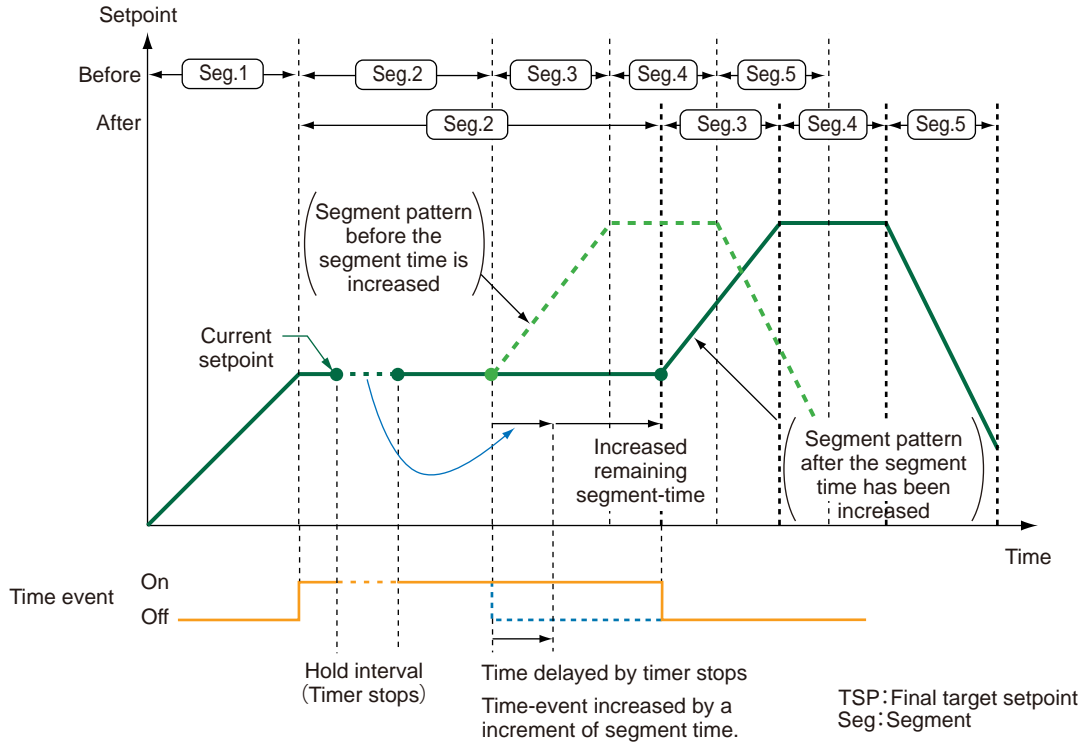 Setpoint
Before
Seg.1
Seg.2
Seg.3
Seg.4
Seg.5
After
Seg.2
Seg.3
Seg.4
Seg.5
(Segment pattern
before the
segment time is
increased)
Current
setpoint
Increased
remaining
segment-time
(Segment pattern
after the segment
time has been
increased)
Time
Time event
On
Off
Hold interval
(Timer stops)
Time delayed by timer stops
Time-event increased by a
increment of segment time.
TSP:Final target setpoint
Seg:Segment